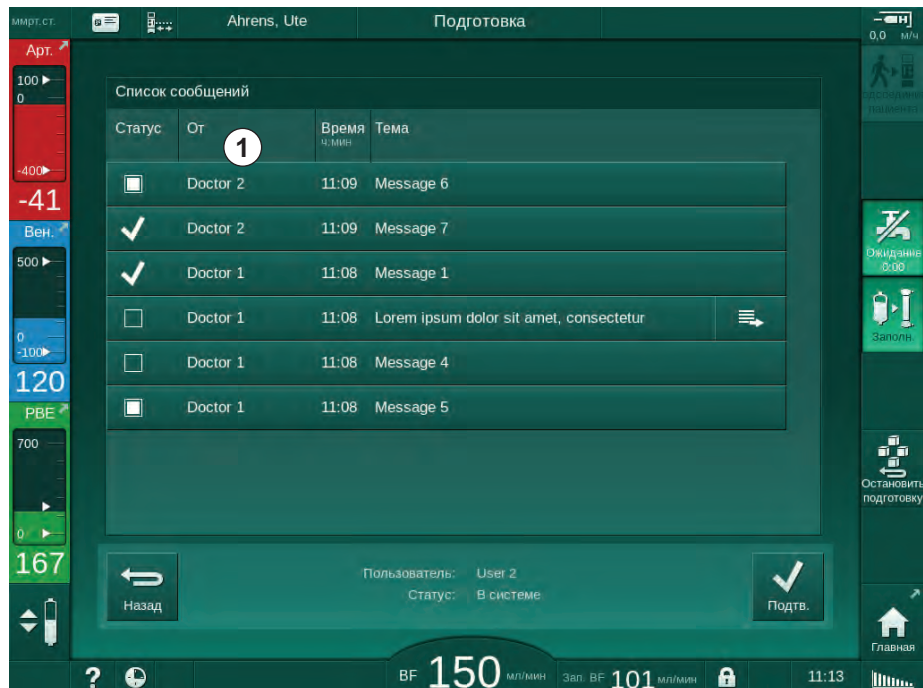 ммрт.ст.
Ahrens, Ute
Подготовка
0,0 м/ч
Арт.
100
0
-400
-41
Вен.
500
0
-100
120
PBE
700
0
167
Список сообщений
Статус От Время Тема
ч:мин
1
Doctor 2 11:09 Message 6
Doctor 2 11:09 Message 7
Doctor 1 11:08 Message 1
Doctor 1 11:08 Lorem ipsum dolor sit amet, consectetur
Doctor 1 11:08 Message 4
Doctor 1 11:08 Message 5
Назад
Пользователь: User 2
Статус: В системе
Подтв.
Ожидание
0:00
Заполн.
Остановить
подготовку
Главная
? BF 150 мл/мин Зап. BF 101 мл/мин 11:13